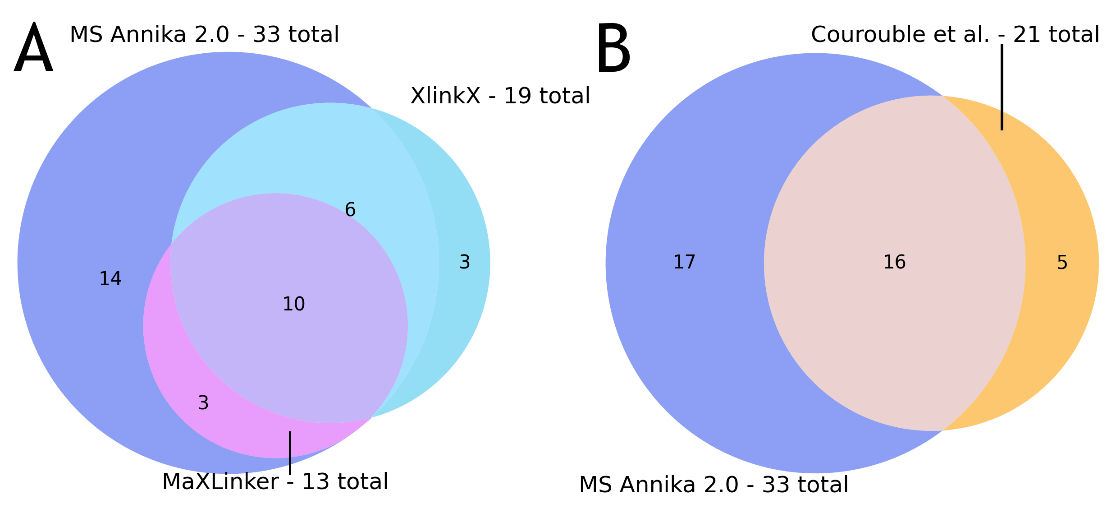 A
MS Annika 2.0 - 33 total
XlinkX - 19 total
6
3
14
10
3
MaXLinker - 13 total
B
Courouble et al. - 21 total
17
16
5
MS Annika 2.0 - 33 total